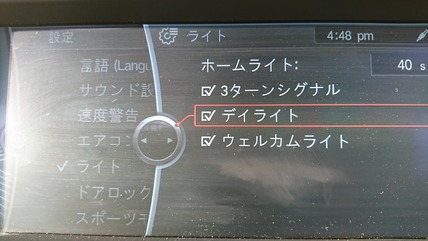 設定
ライト
4:48 pm
言語 (Langu
ホームライト:
40 s
サウンド設
3ターンシグナル
速度警告
デイライト
エアコン
ウェルカムライト
ライト
ドアロック
スポーツモ